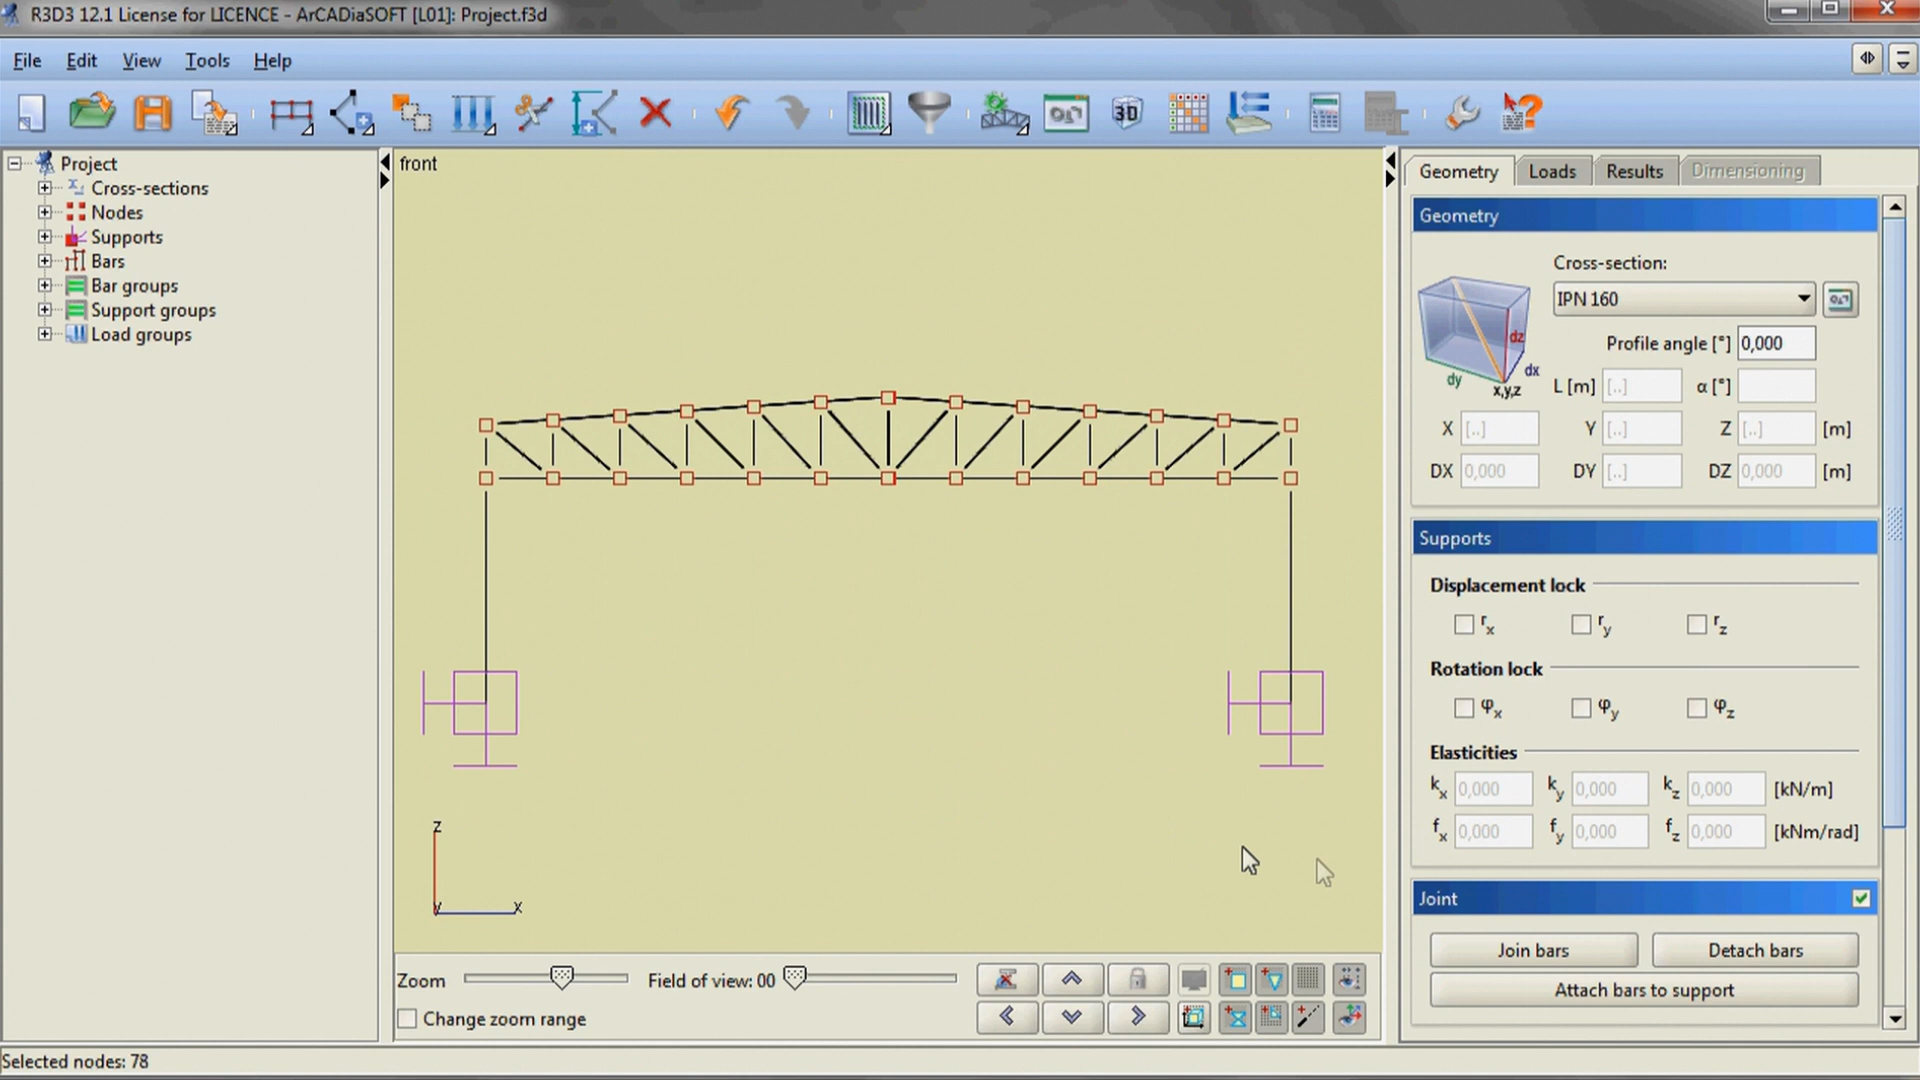 R3D3 12.1 License for LICENCE - ArCADiaSOFT [L01]: Project.f3d
File Edit View Tools Help
3D
Project
Cross-sections
Nodes
Supports
Bars
Bar groups
Support groups
Load groups
front
z
y x
Zoom Field of view: 00
Change zoom range
Geometry Loads Results Dimensioning
Geometry
Cross-section:
IPN 160
Profile angle [°] 0,000
dz
dx
dy
x,y,z
L [m] [..] α [°]
X [..] Y [..] Z [..] [m]
DX 0,000 DY [..] DZ 0,000 [m]
Supports
Displacement lock
rx ry rz
Rotation lock
φx φy φz
Elasticities
kx 0,000 ky 0,000 kz 0,000 [kN/m]
fx 0,000 fy 0,000 fz 0,000 [kNm/rad]
Joint
Join bars Detach bars
Attach bars to support
Selected nodes: 78